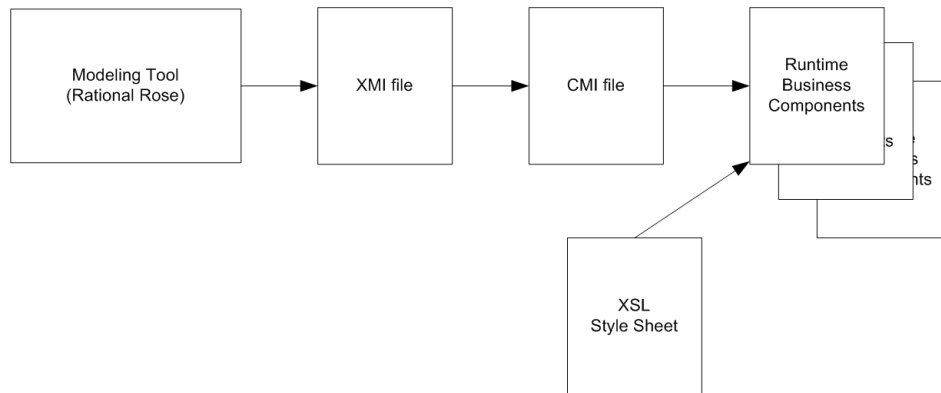 Modeling Tool
(Rational Rose)
XMI file
CMI file
Runtime
Business
Components
XSL
Style Sheet